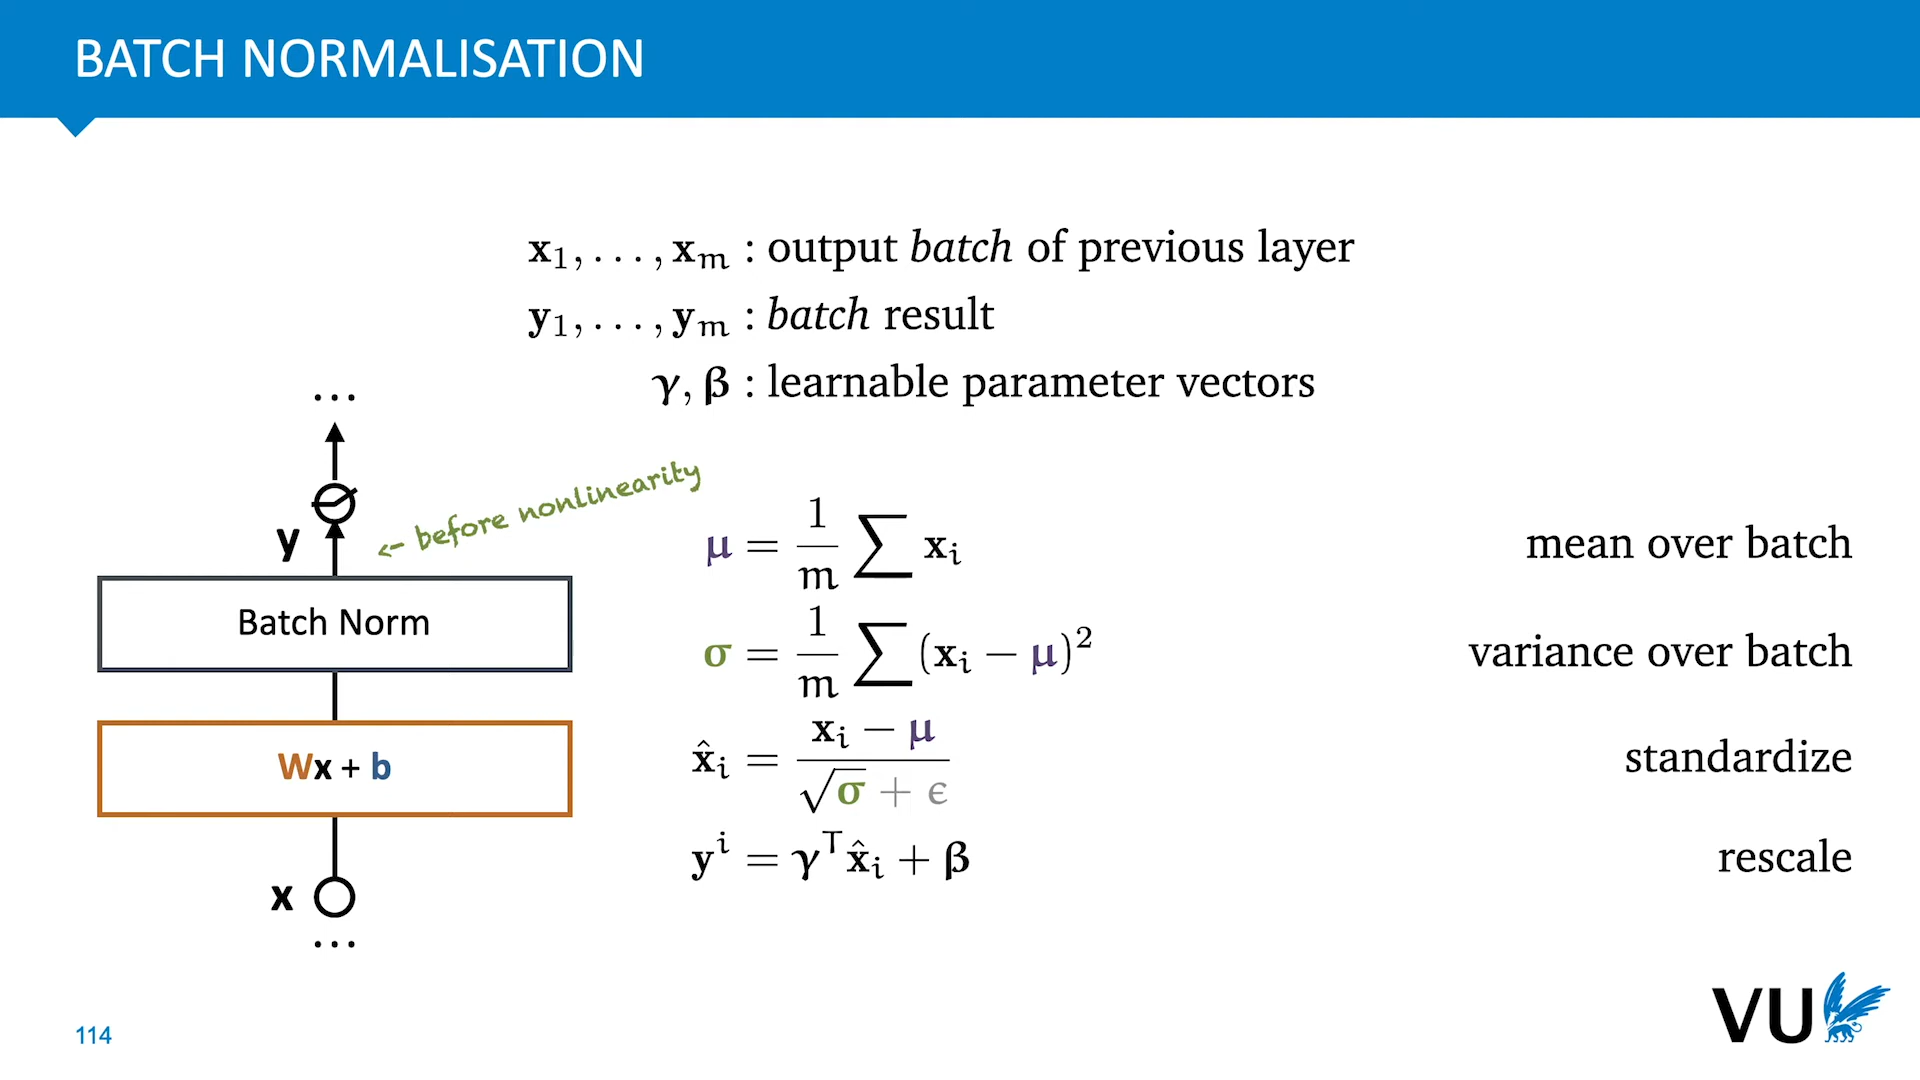 BATCH NORMALISATION
x₁, . . . , xₘ : output batch of previous layer
y₁, . . . , yₘ : batch result
γ, β : learnable parameter vectors
...
y
← before nonlinearity
Batch Norm
Wx + b
x
...
μ = 1/m ∑ xᵢ mean over batch
σ = 1/m ∑ (xᵢ − μ)² variance over batch
x̂ᵢ = (xᵢ − μ)/(√σ + ϵ) standardize
yⁱ = γᵀx̂ᵢ + β rescale
114
VU